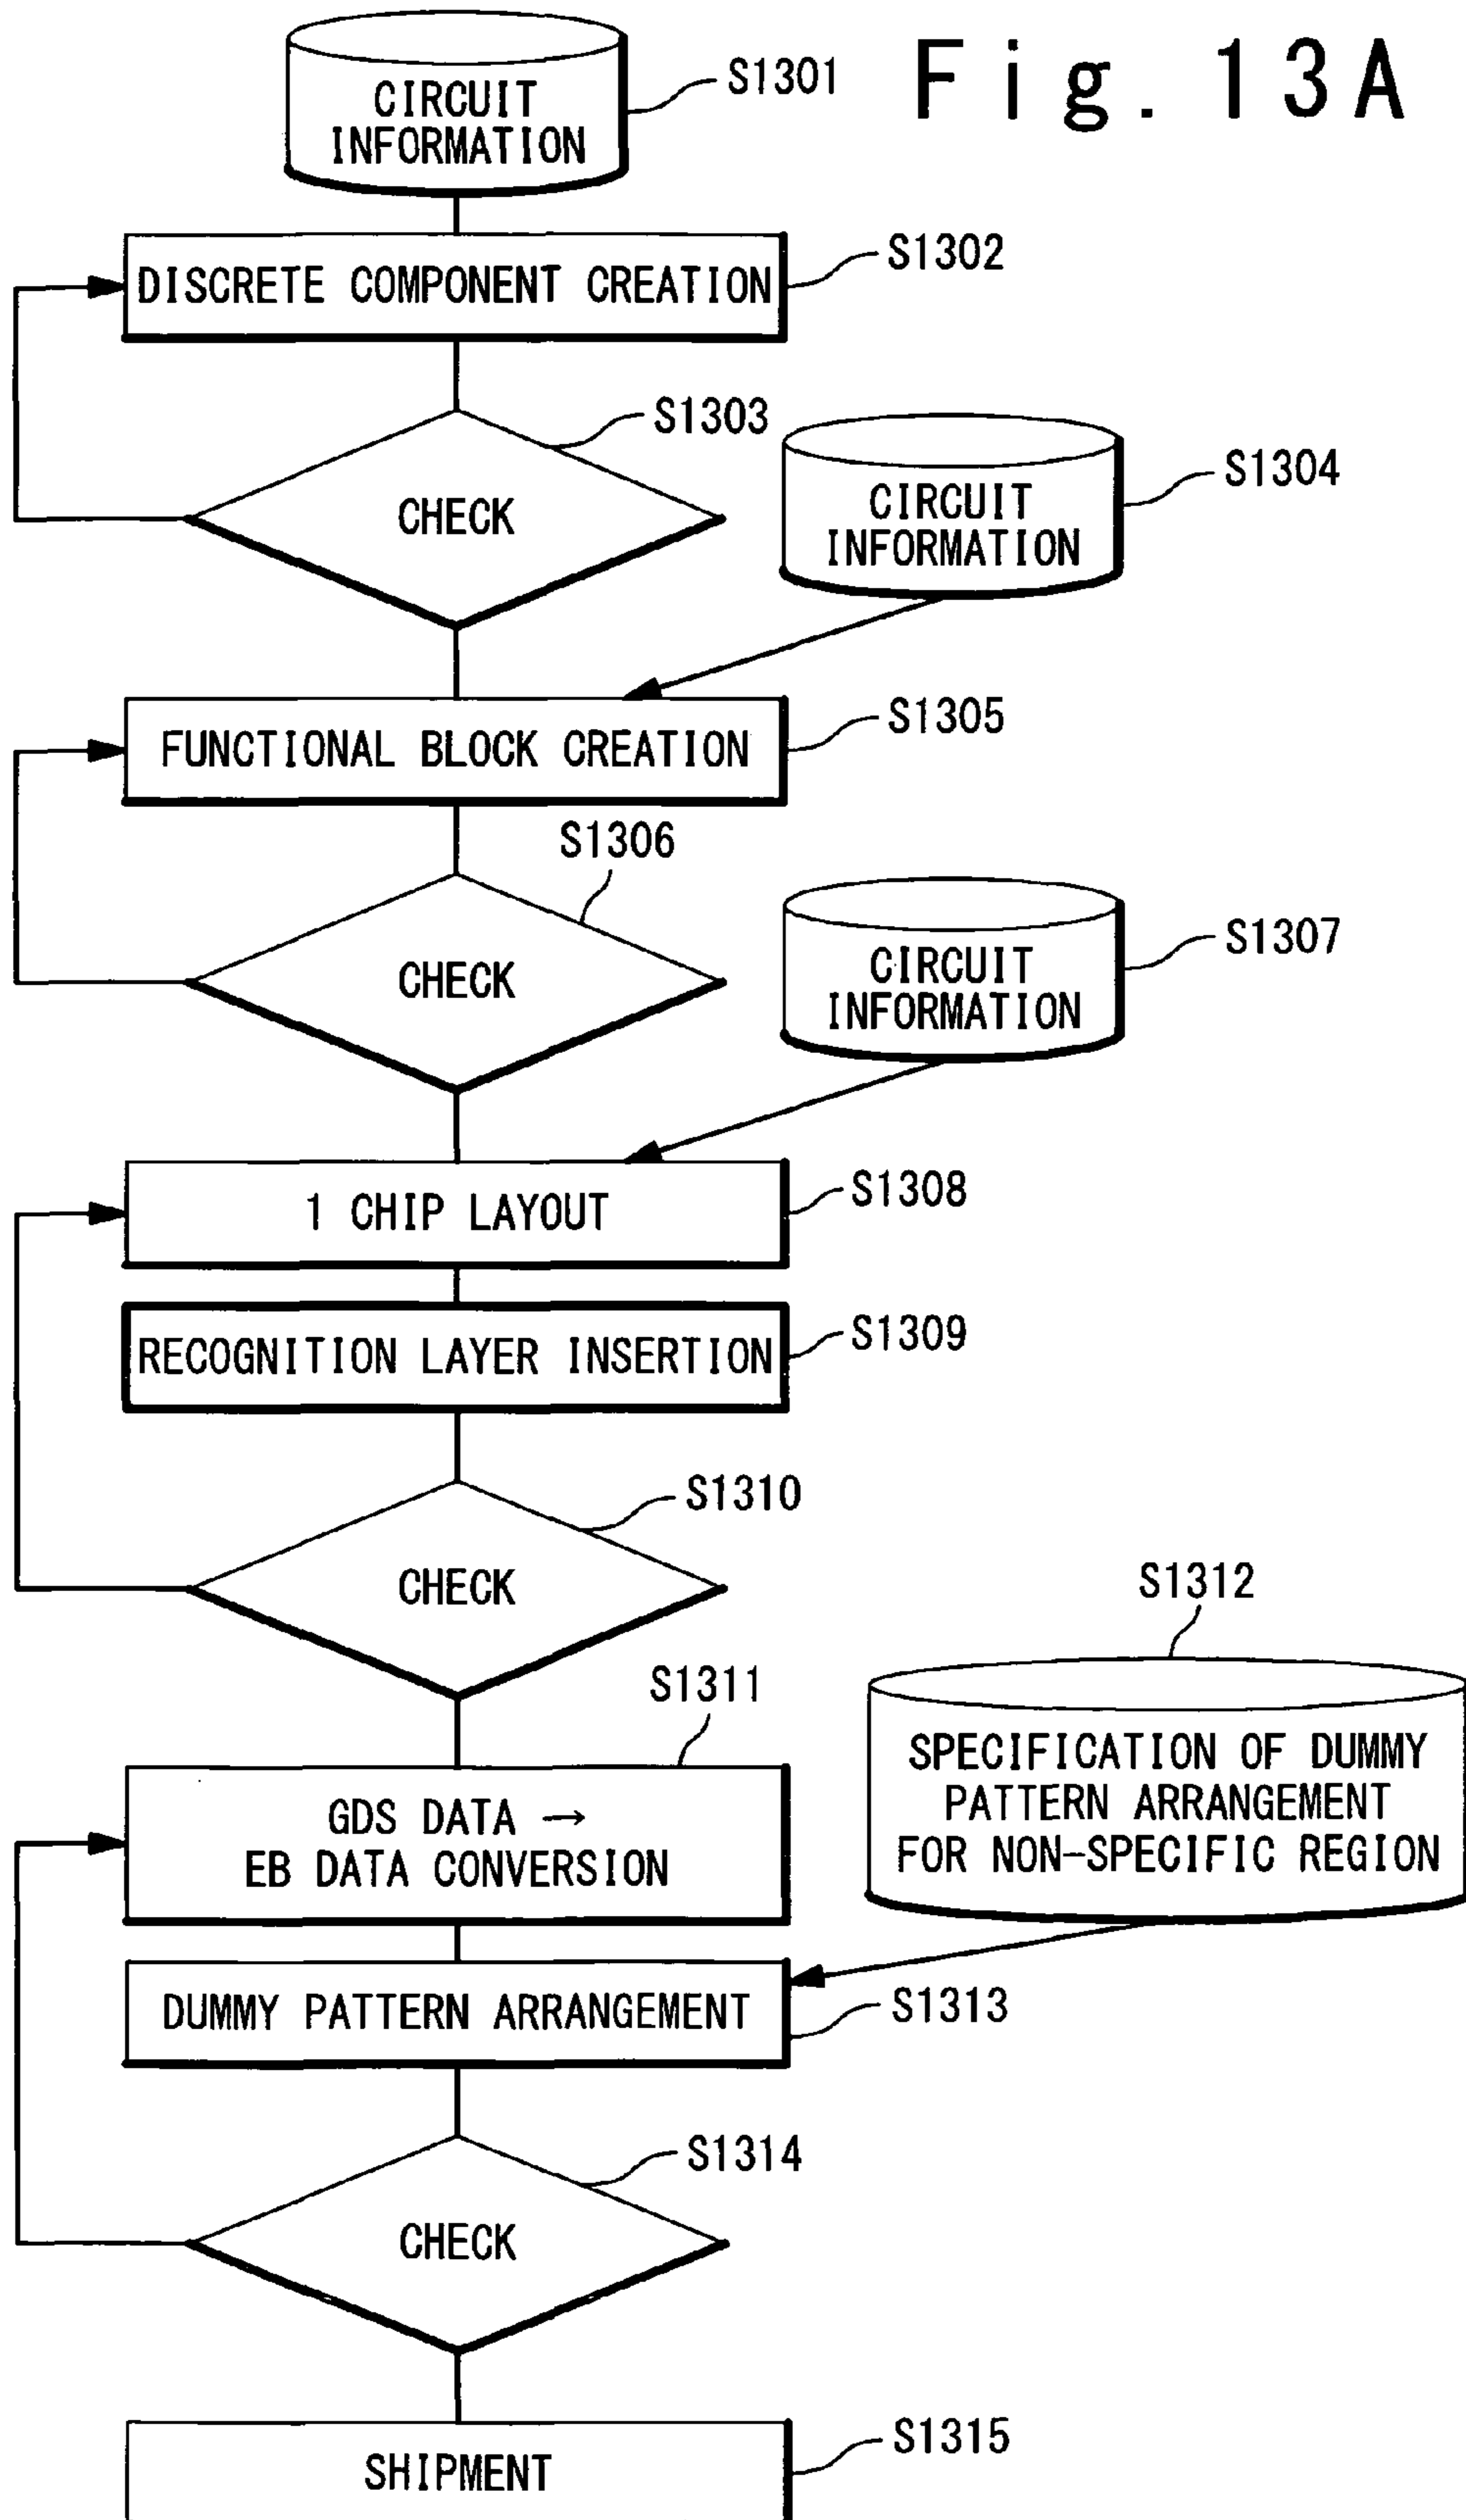 Fig. 13A
CIRCUIT
INFORMATION
S1301
DISCRETE COMPONENT CREATION
S1302
CHECK
S1303
CIRCUIT
INFORMATION
S1304
FUNCTIONAL BLOCK CREATION
S1305
CHECK
S1306
CIRCUIT
INFORMATION
S1307
1 CHIP LAYOUT
S1308
RECOGNITION LAYER INSERTION
S1309
CHECK
S1310
S1311
GDS DATA →
EB DATA CONVERSION
S1312
SPECIFICATION OF DUMMY
PATTERN ARRANGEMENT
FOR NON-SPECIFIC REGION
DUMMY PATTERN ARRANGEMENT
S1313
CHECK
S1314
SHIPMENT
S1315